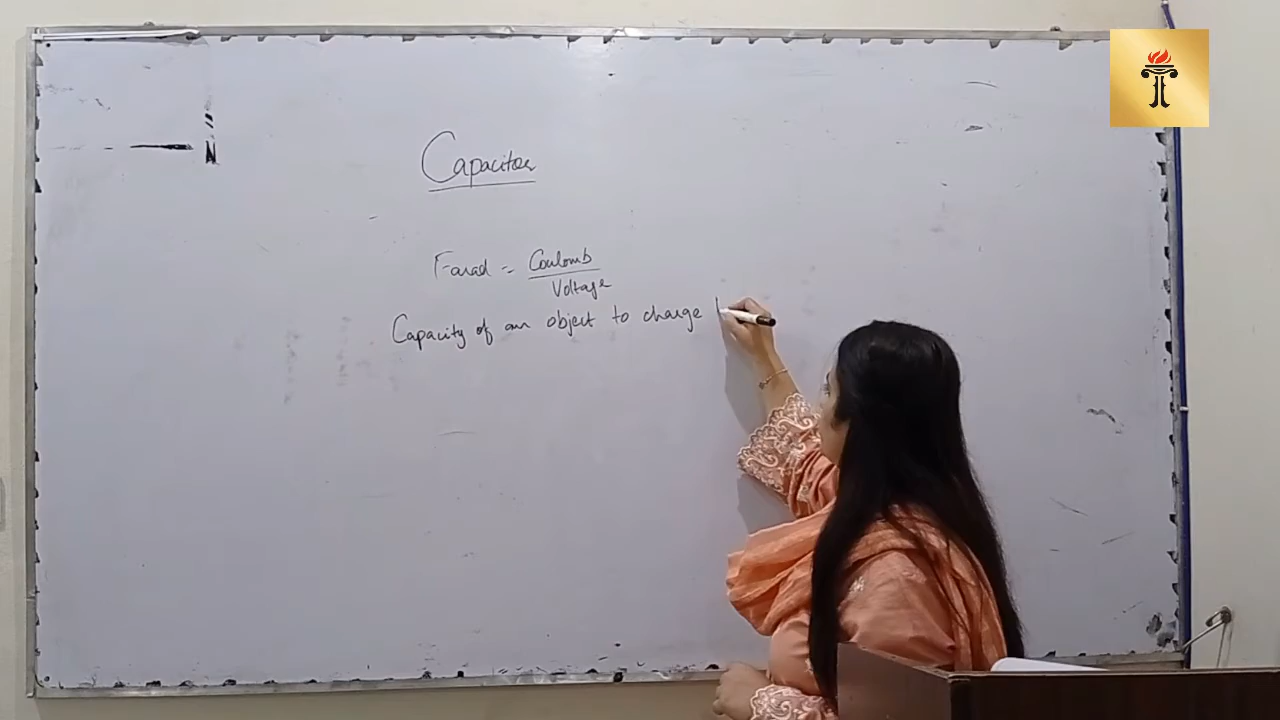 Capacitor
Farad = Coulomb
Voltage
Capacity of an object to charge